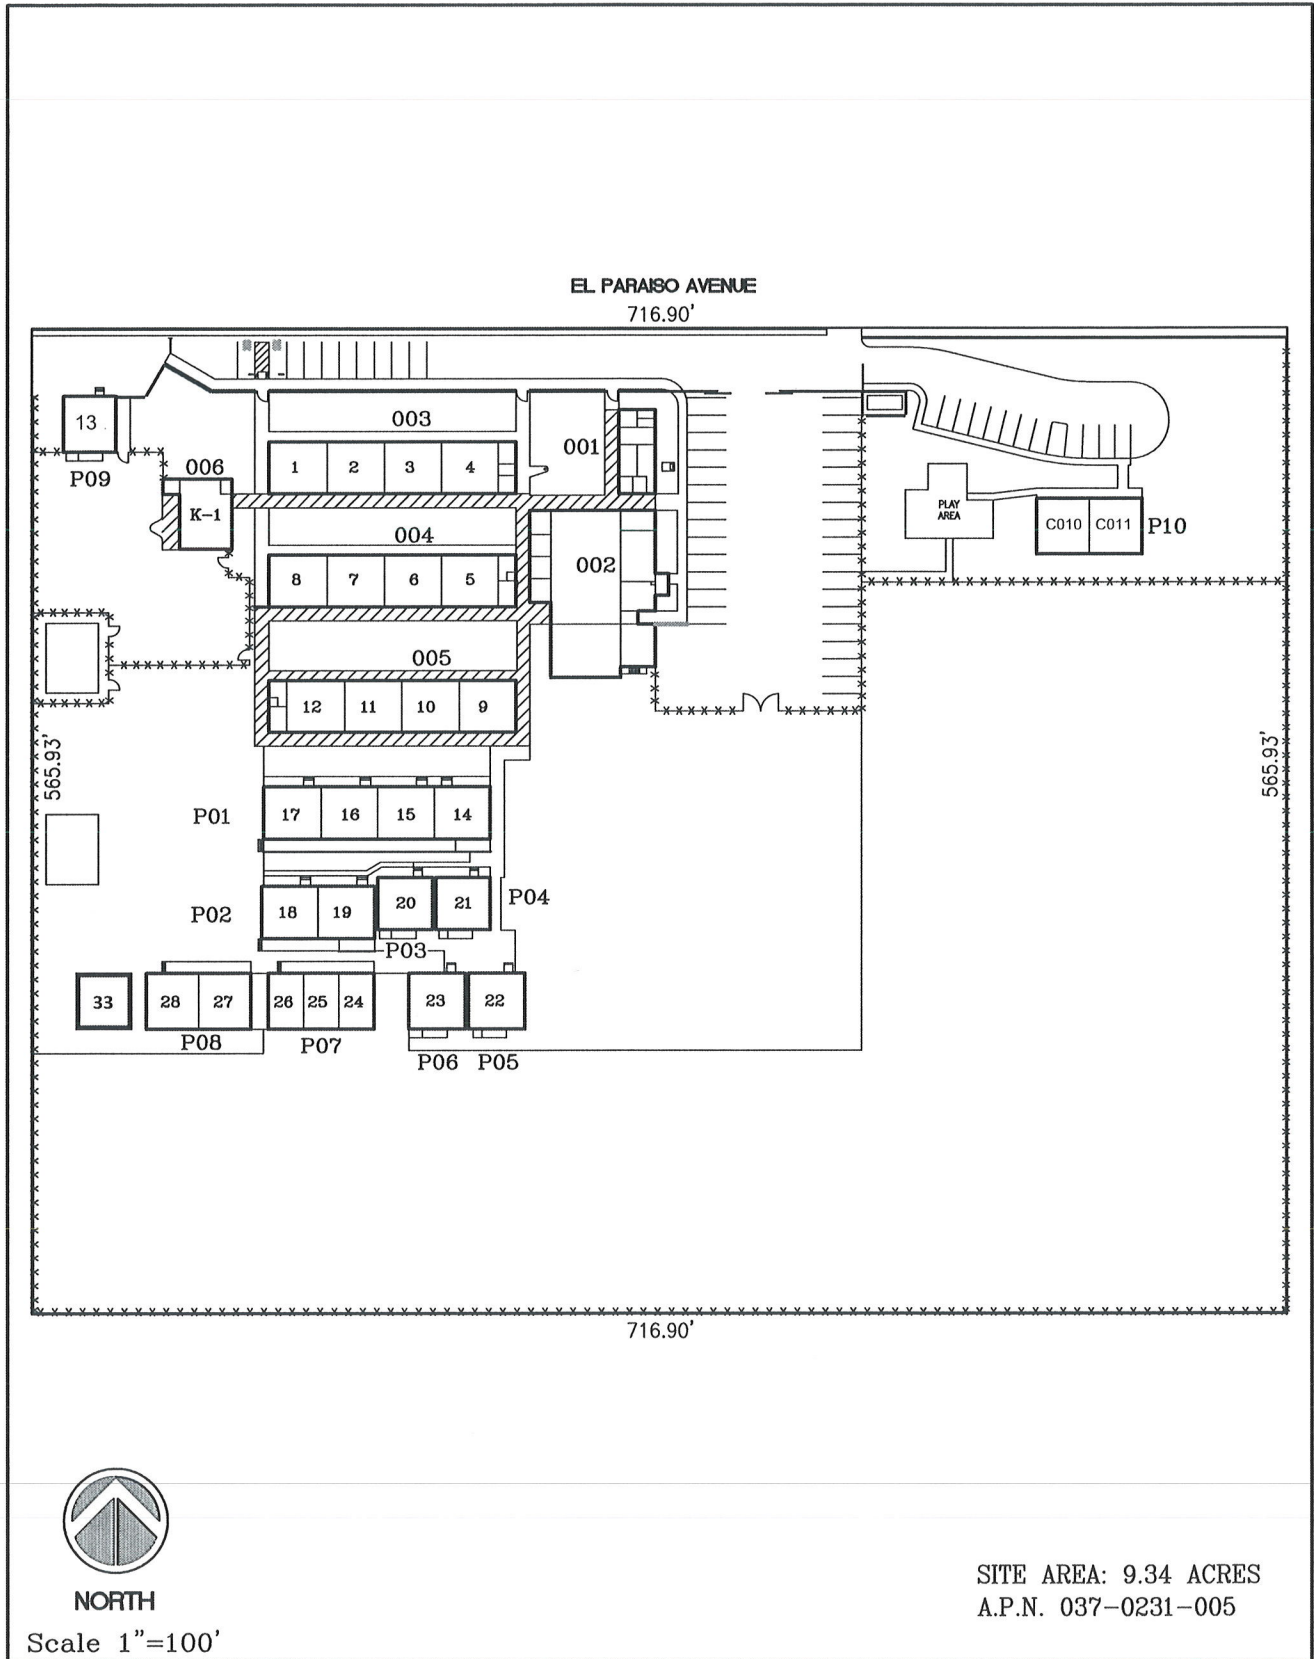 EL PARAISO AVENUE
716.90'
003
13
001
1 2 3 4
006
P09
K-1
PLAY
AREA
C010 C011 P10
004
002
8 7 6 5
005
12 11 10 9
565.93'
565.93'
P01
17 16 15 14
P04
20 21
P02
18 19
P03
33
28 27
26 25 24
23 22
P08
P07
P06 P05
716.90'
NORTH
SITE AREA: 9.34 ACRES
A.P.N. 037-0231-005
Scale 1"=100'